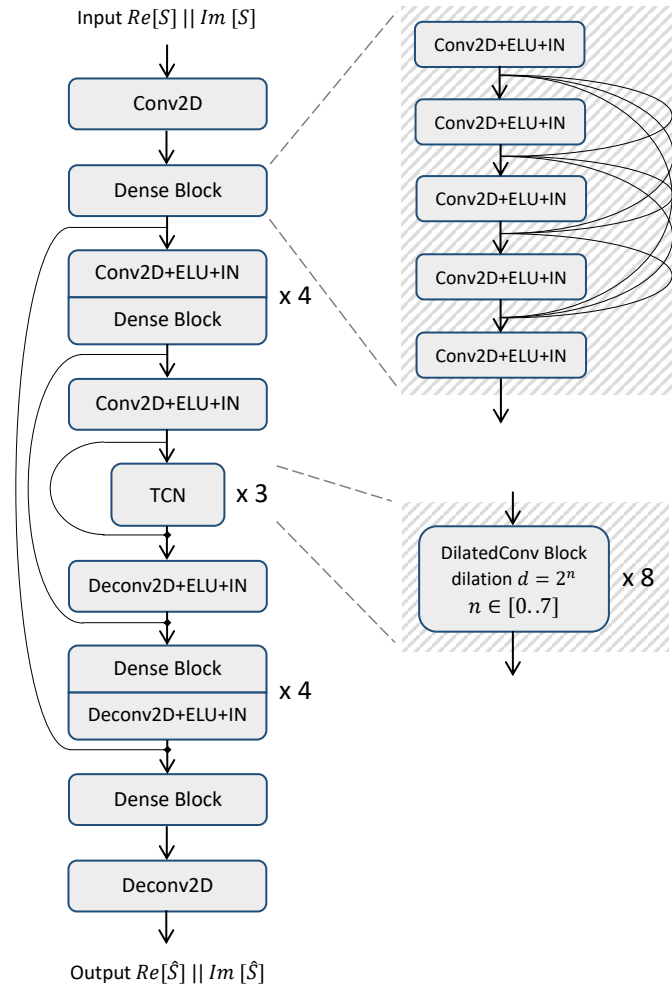 Input 𝑅𝑒[𝑆] || 𝐼𝑚 [𝑆]
Conv2D
Dense Block
Conv2D+ELU+IN
Dense Block
x 4
Conv2D+ELU+IN
TCN
x 3
Deconv2D+ELU+IN
Dense Block
Deconv2D+ELU+IN
x 4
Dense Block
Deconv2D
Output 𝑅𝑒[𝑆̂] || 𝐼𝑚 [𝑆̂]
Conv2D+ELU+IN
Conv2D+ELU+IN
Conv2D+ELU+IN
Conv2D+ELU+IN
Conv2D+ELU+IN
DilatedConv Block
dilation 𝑑 = 2ⁿ
𝑛 ∈ [0..7]
x 8